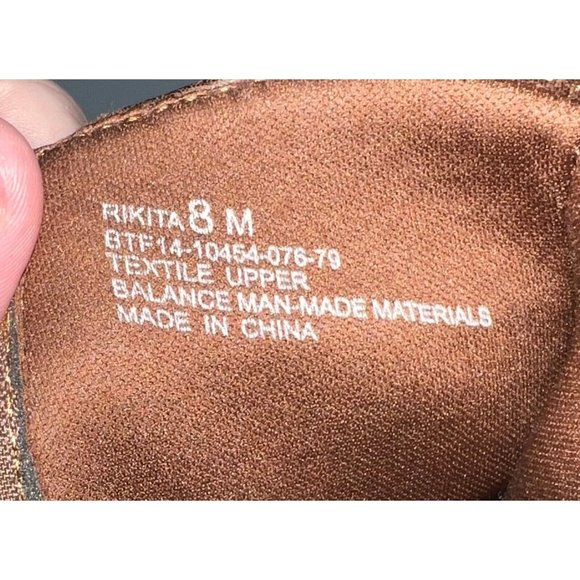 RIKITA 8 M
BTF14-10454-076-79
TEXTILE UPPER
BALANCE MAN-MADE MATERIALS
MADE IN CHINA